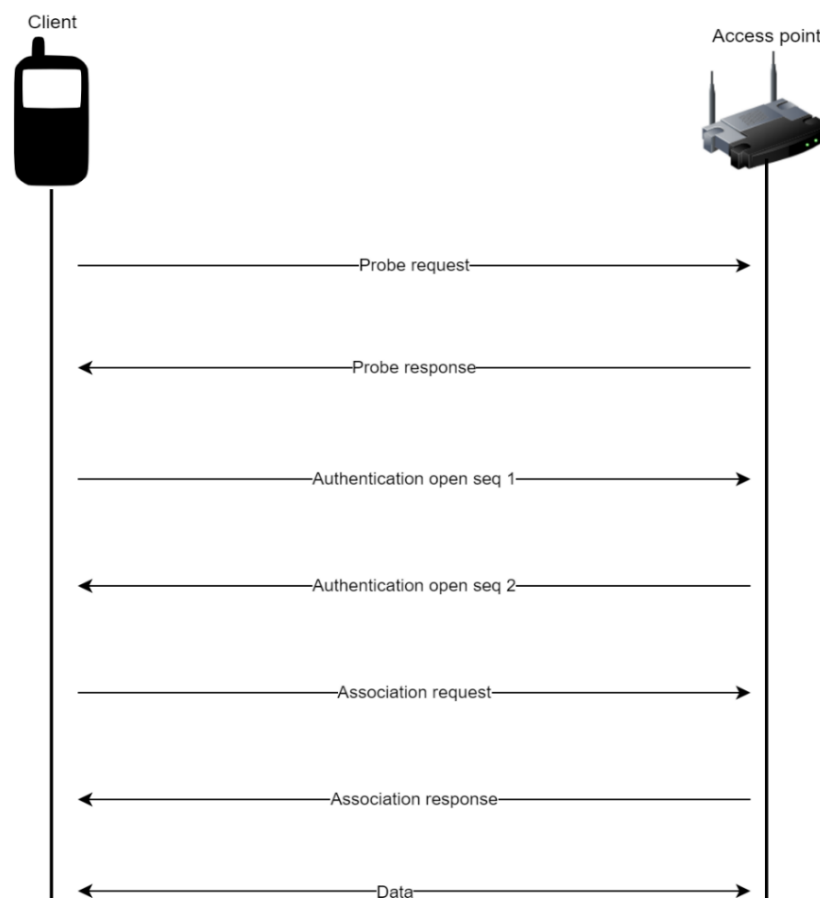 Client
Access point
Probe request
Probe response
Authentication open seq 1
Authentication open seq 2
Association request
Association response
Data